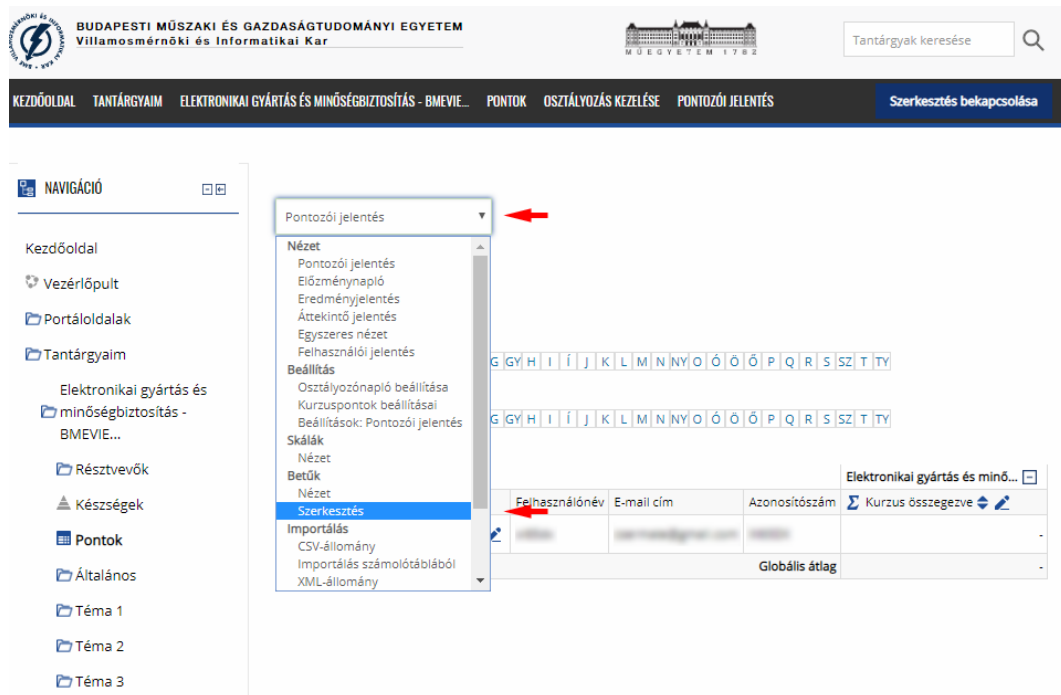 BUDAPESTI MŰSZAKI ÉS GAZDASÁGTUDOMÁNYI EGYETEM
Villamosmérnöki és Informatikai Kar
MŰEGYETEM 1782
Tantárgyak keresése
KEZDŐOLDAL TANTÁRGYAIM ELEKTRONIKAI GYÁRTÁS ÉS MINŐSÉGBIZTOSÍTÁS - BMEVIE... PONTOK OSZTÁLYOZÁS KEZELÉSE PONTOZÓI JELENTÉS Szerkesztés bekapcsolása
NAVIGÁCIÓ
Kezdőoldal
Vezérlőpult
Portáloldalak
Tantárgyaim
Elektronikai gyártás és
minőségbiztosítás -
BMEVIE...
Résztvevők
Készségek
Pontok
Általános
Téma 1
Téma 2
Téma 3
Pontozói jelentés
Nézet
Pontozói jelentés
Előzménynapló
Eredményjelentés
Áttekintő jelentés
Egyszeres nézet
Felhasználói jelentés
Beállítás
Osztályozónapló beállítása
Kurzuspontok beállításai
Beállítások: Pontozói jelentés
Skálák
Nézet
Betűk
Nézet
Szerkesztés
Importálás
CSV-állomány
Importálás számolótáblából
XML-állomány
G GY H I Í J K L M N NY O Ó Ö Ő P Q R S SZ T TY
G GY H I Í J K L M N NY O Ó Ö Ő P Q R S SZ T TY
Elektronikai gyártás és minő...
Felhasználónév E-mail cím Azonosítószám Σ Kurzus összegezve
-
Globális átlag -